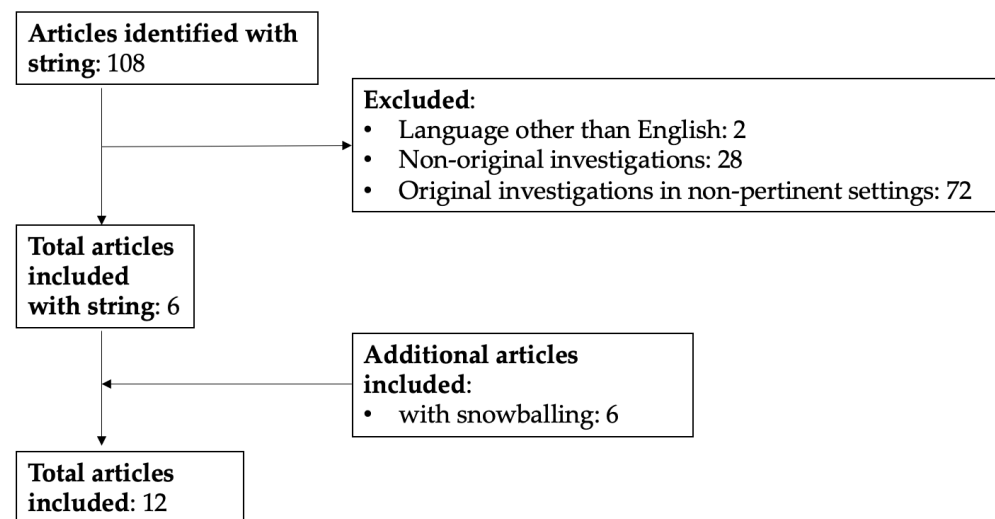 Articles identified with
string: 108
Excluded:
• Language other than English: 2
• Non-original investigations: 28
• Original investigations in non-pertinent settings: 72
Total articles
included
with string: 6
Additional articles
included:
• with snowballing: 6
Total articles
included: 12